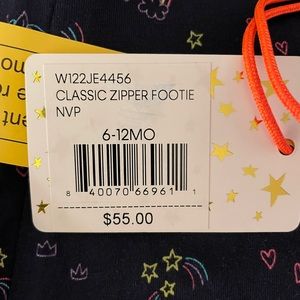 W122JE4456
CLASSIC ZIPPER FOOTIE
NVP
6-12MO
8 40070 66961 1
$55.00